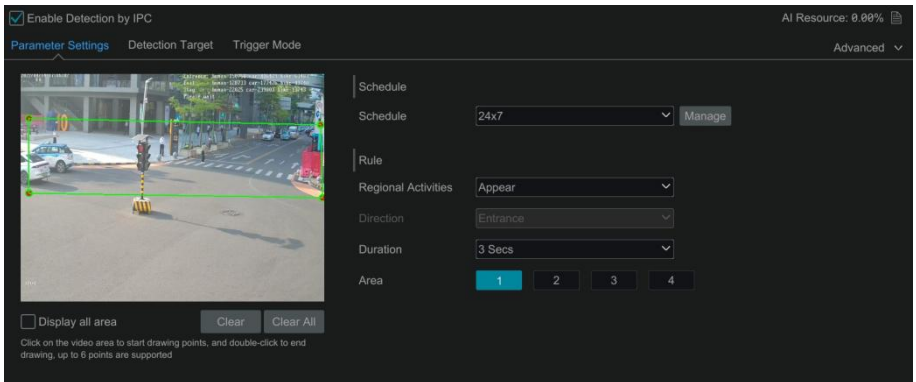 Enable Detection by IPC
AI Resource: 0.00%
Parameter Settings
Detection Target
Trigger Mode
Advanced
Schedule
Schedule
24x7
Manage
Rule
Regional Activities
Appear
Direction
Entrance
Duration
3 Secs
Area
1
2
3
4
Display all area
Clear
Clear All
Click on the video area to start drawing points, and double-click to end
drawing, up to 6 points are supported